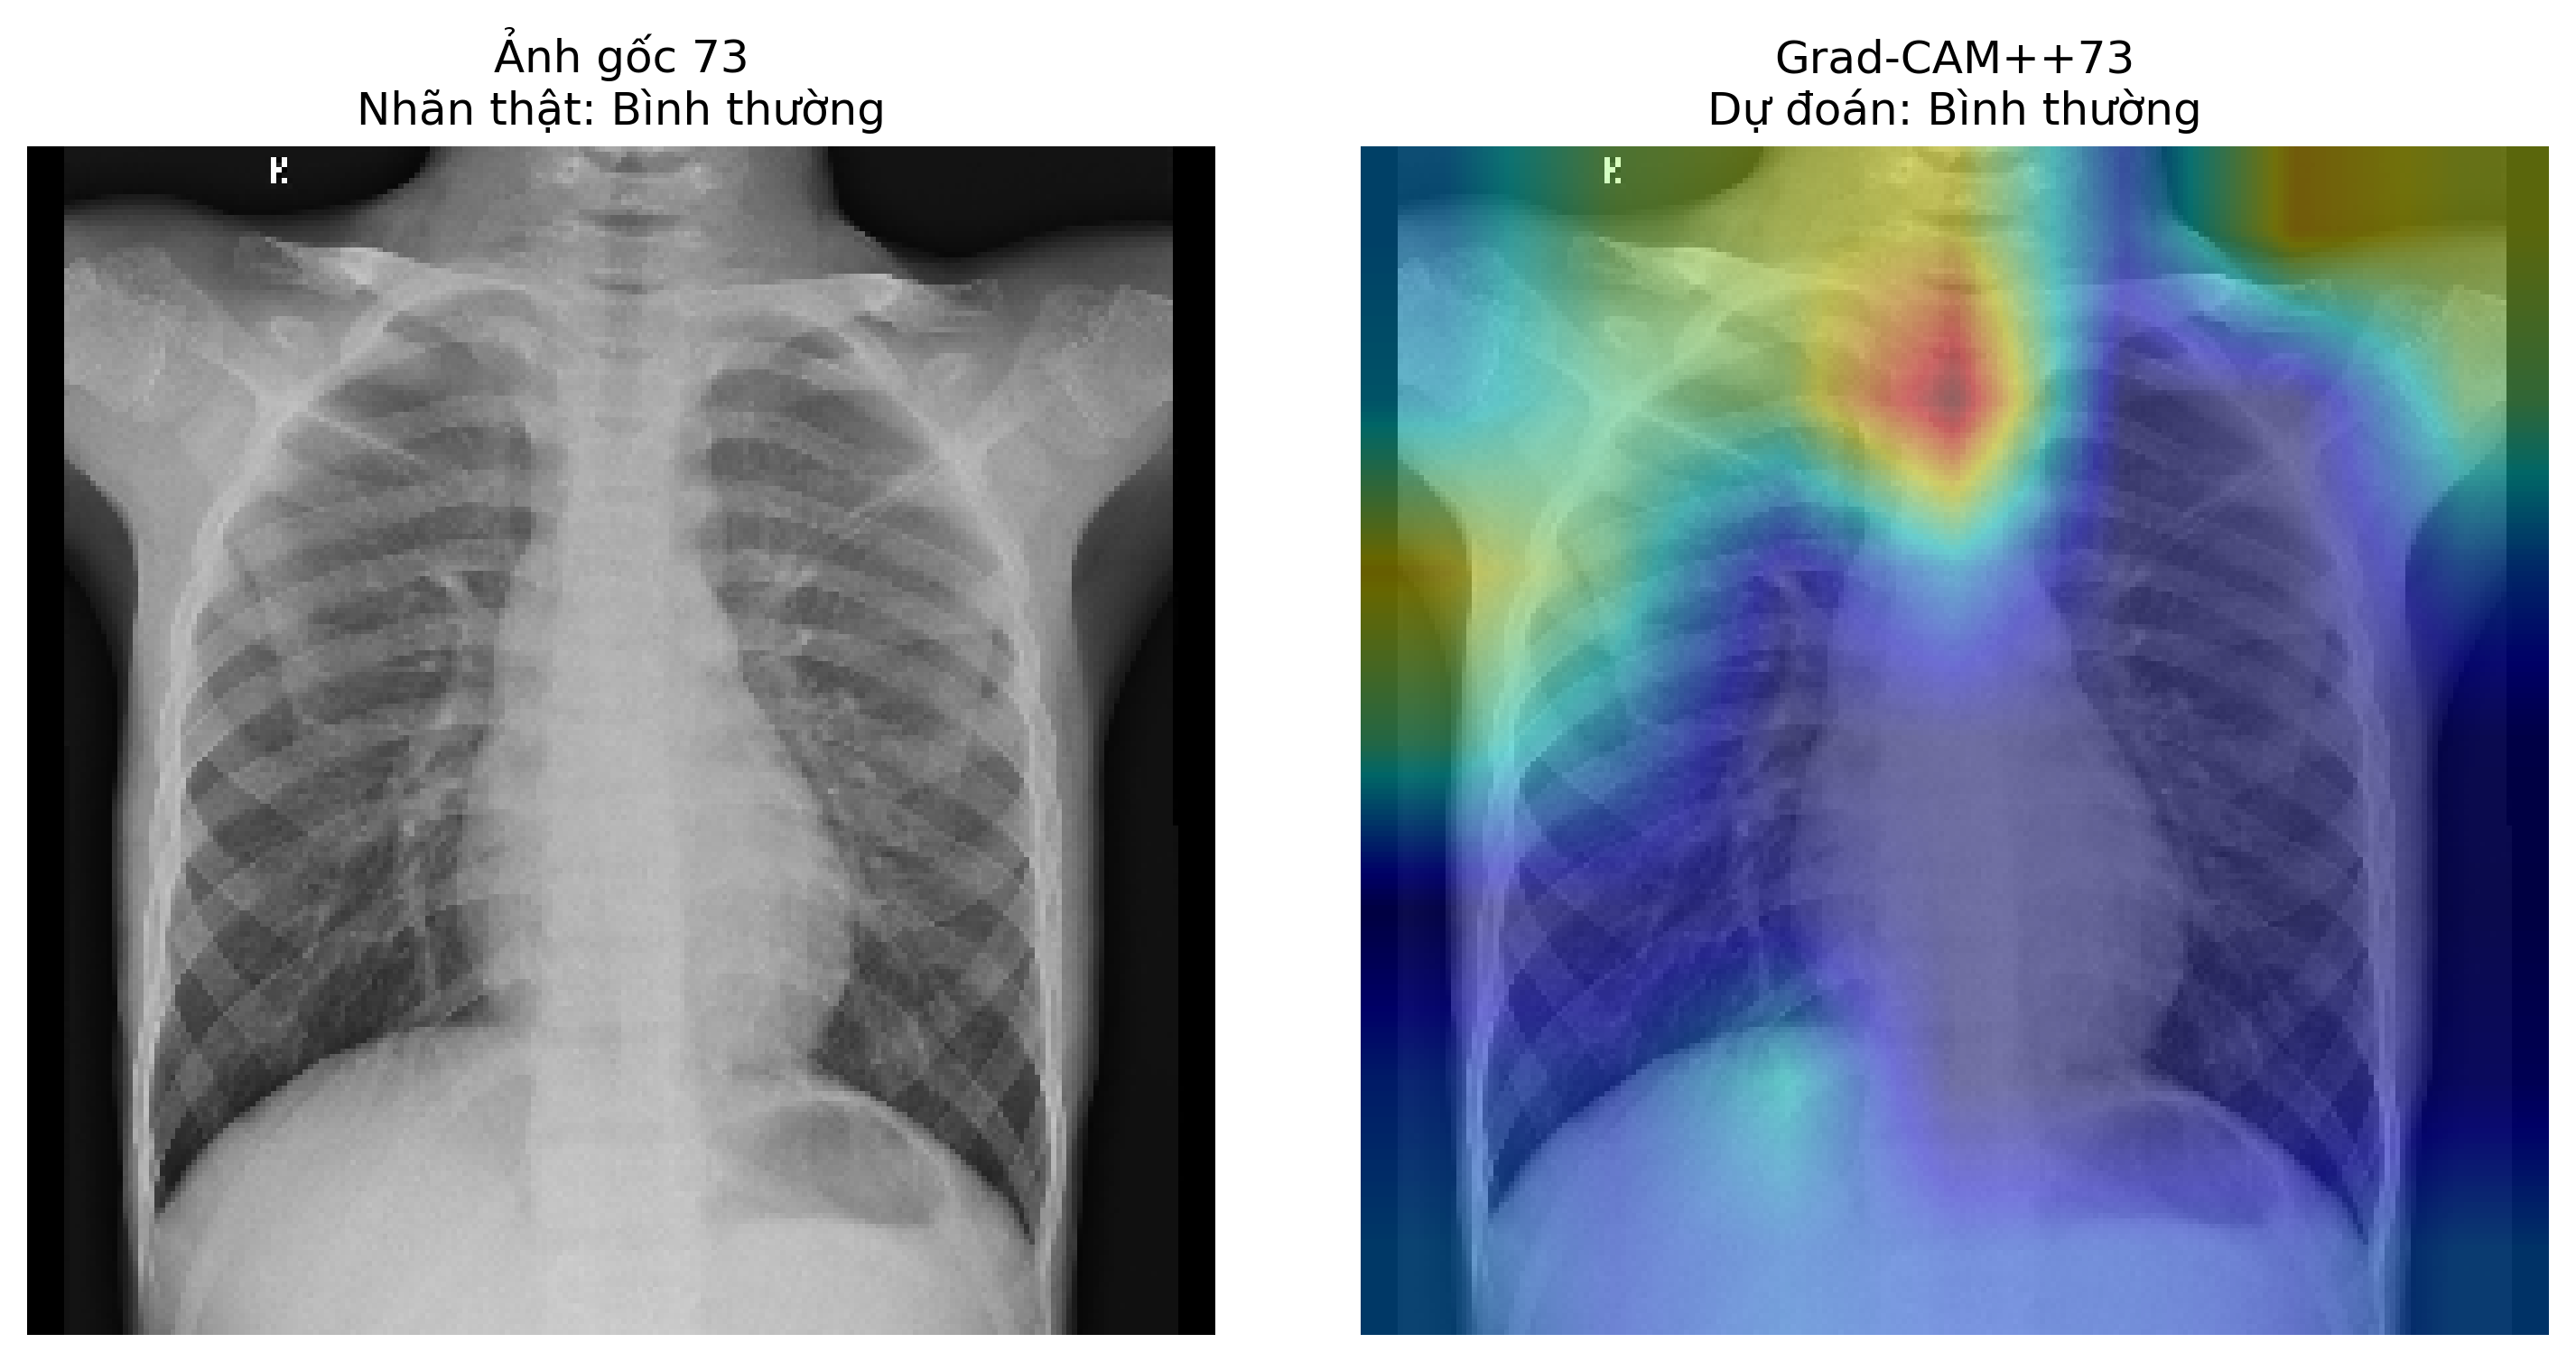 Ảnh gốc 73
Nhãn thật: Bình thường
Grad-CAM++73
Dự đoán: Bình thường